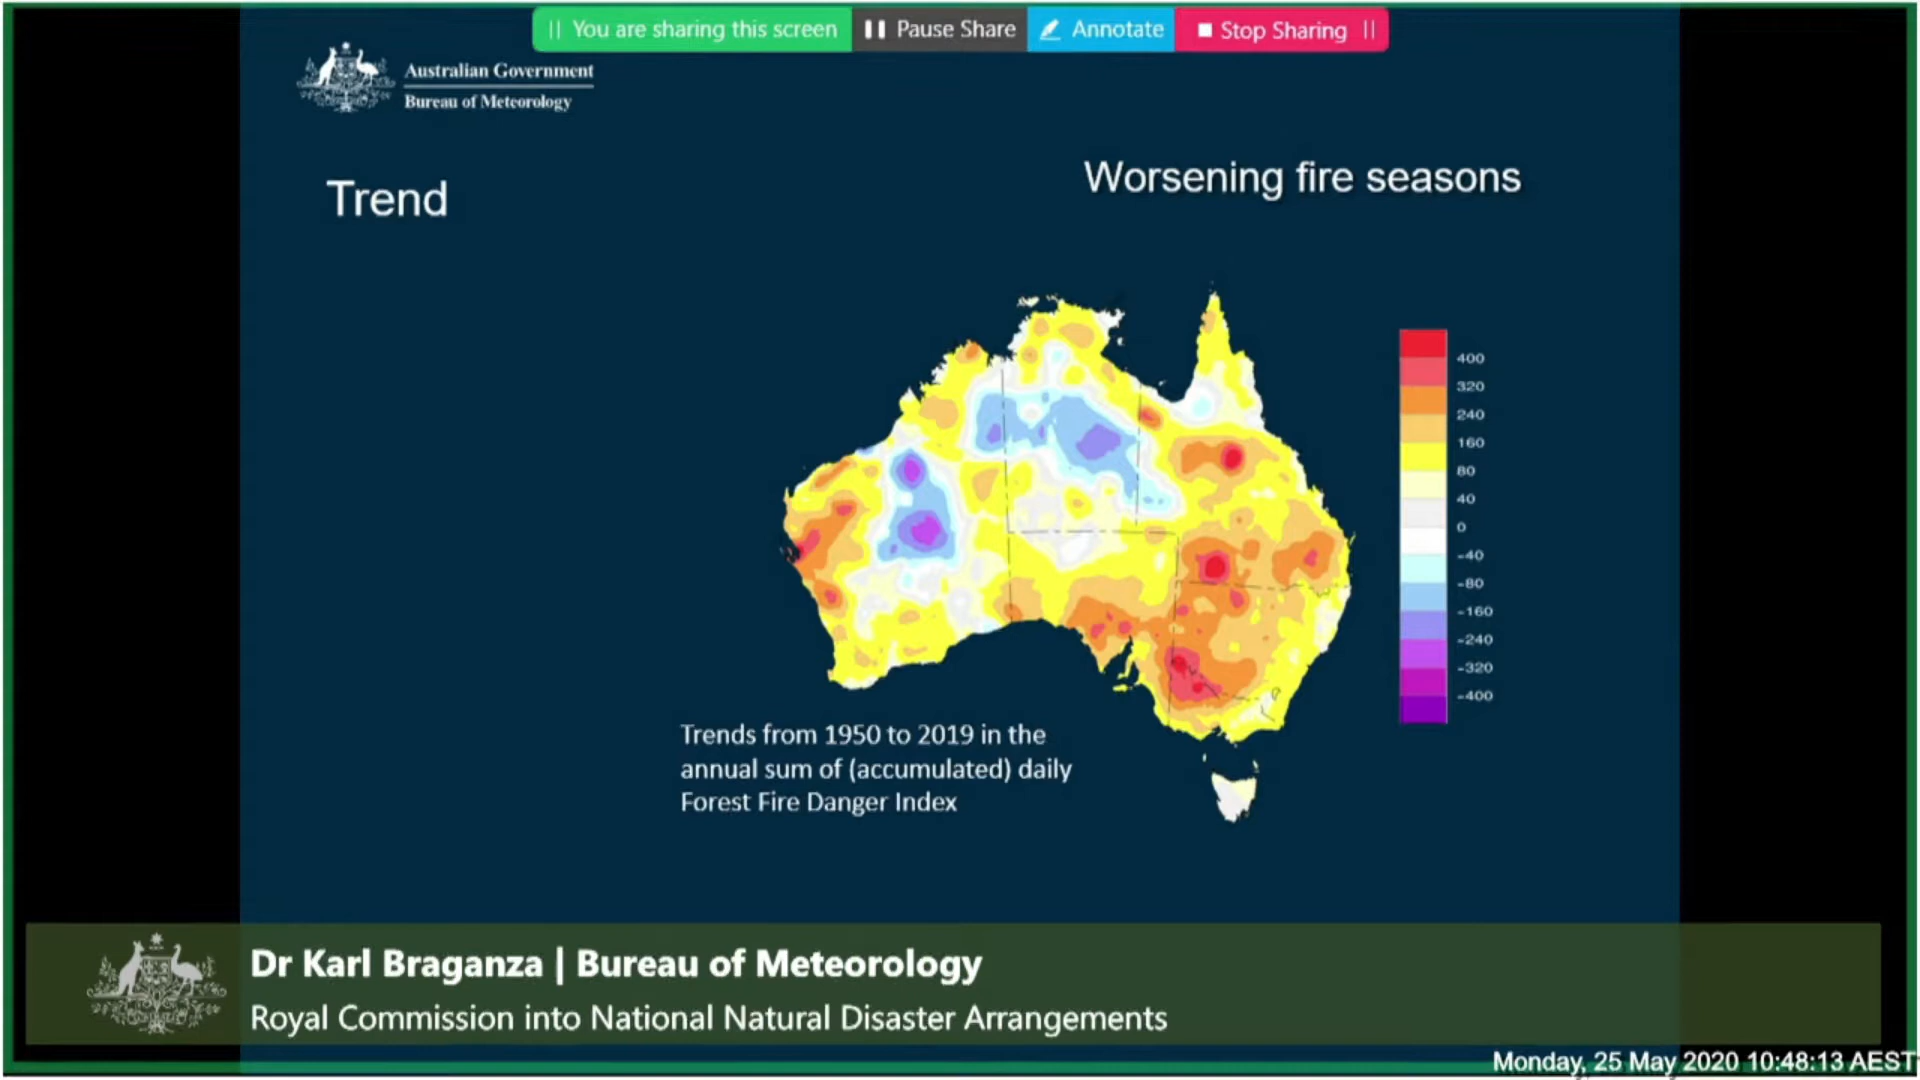 You are sharing this screen
Pause Share
Annotate
Stop Sharing
Australian Government
Bureau of Meteorology
Trend
Worsening fire seasons
400
320
240
160
80
40
0
-40
-80
-160
-240
-320
-400
Trends from 1950 to 2019 in the
annual sum of (accumulated) daily
Forest Fire Danger Index
Dr Karl Braganza | Bureau of Meteorology
Royal Commission into National Natural Disaster Arrangements
Monday, 25 May 2020 10:48:13 AEST